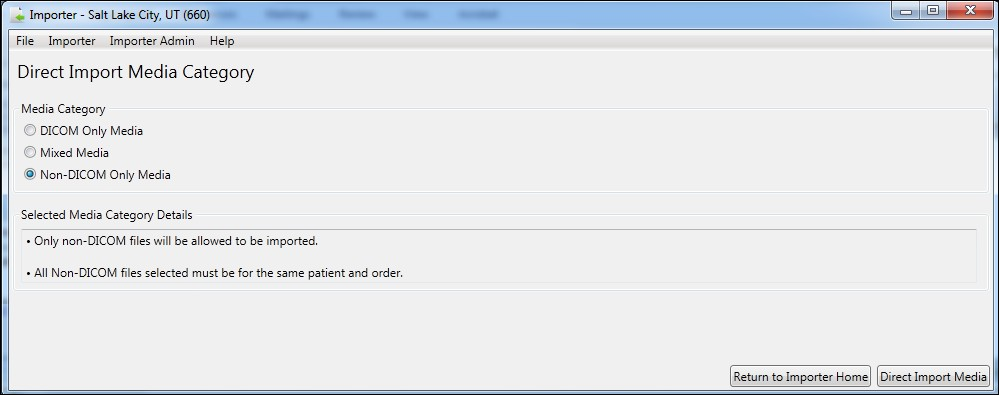 Importer - Salt Lake City, UT (660)
File Importer Importer Admin Help
Direct Import Media Category
Media Category
DICOM Only Media
Mixed Media
Non-DICOM Only Media
Selected Media Category Details
• Only non-DICOM files will be allowed to be imported.
• All Non-DICOM files selected must be for the same patient and order.
Return to Importer Home Direct Import Media